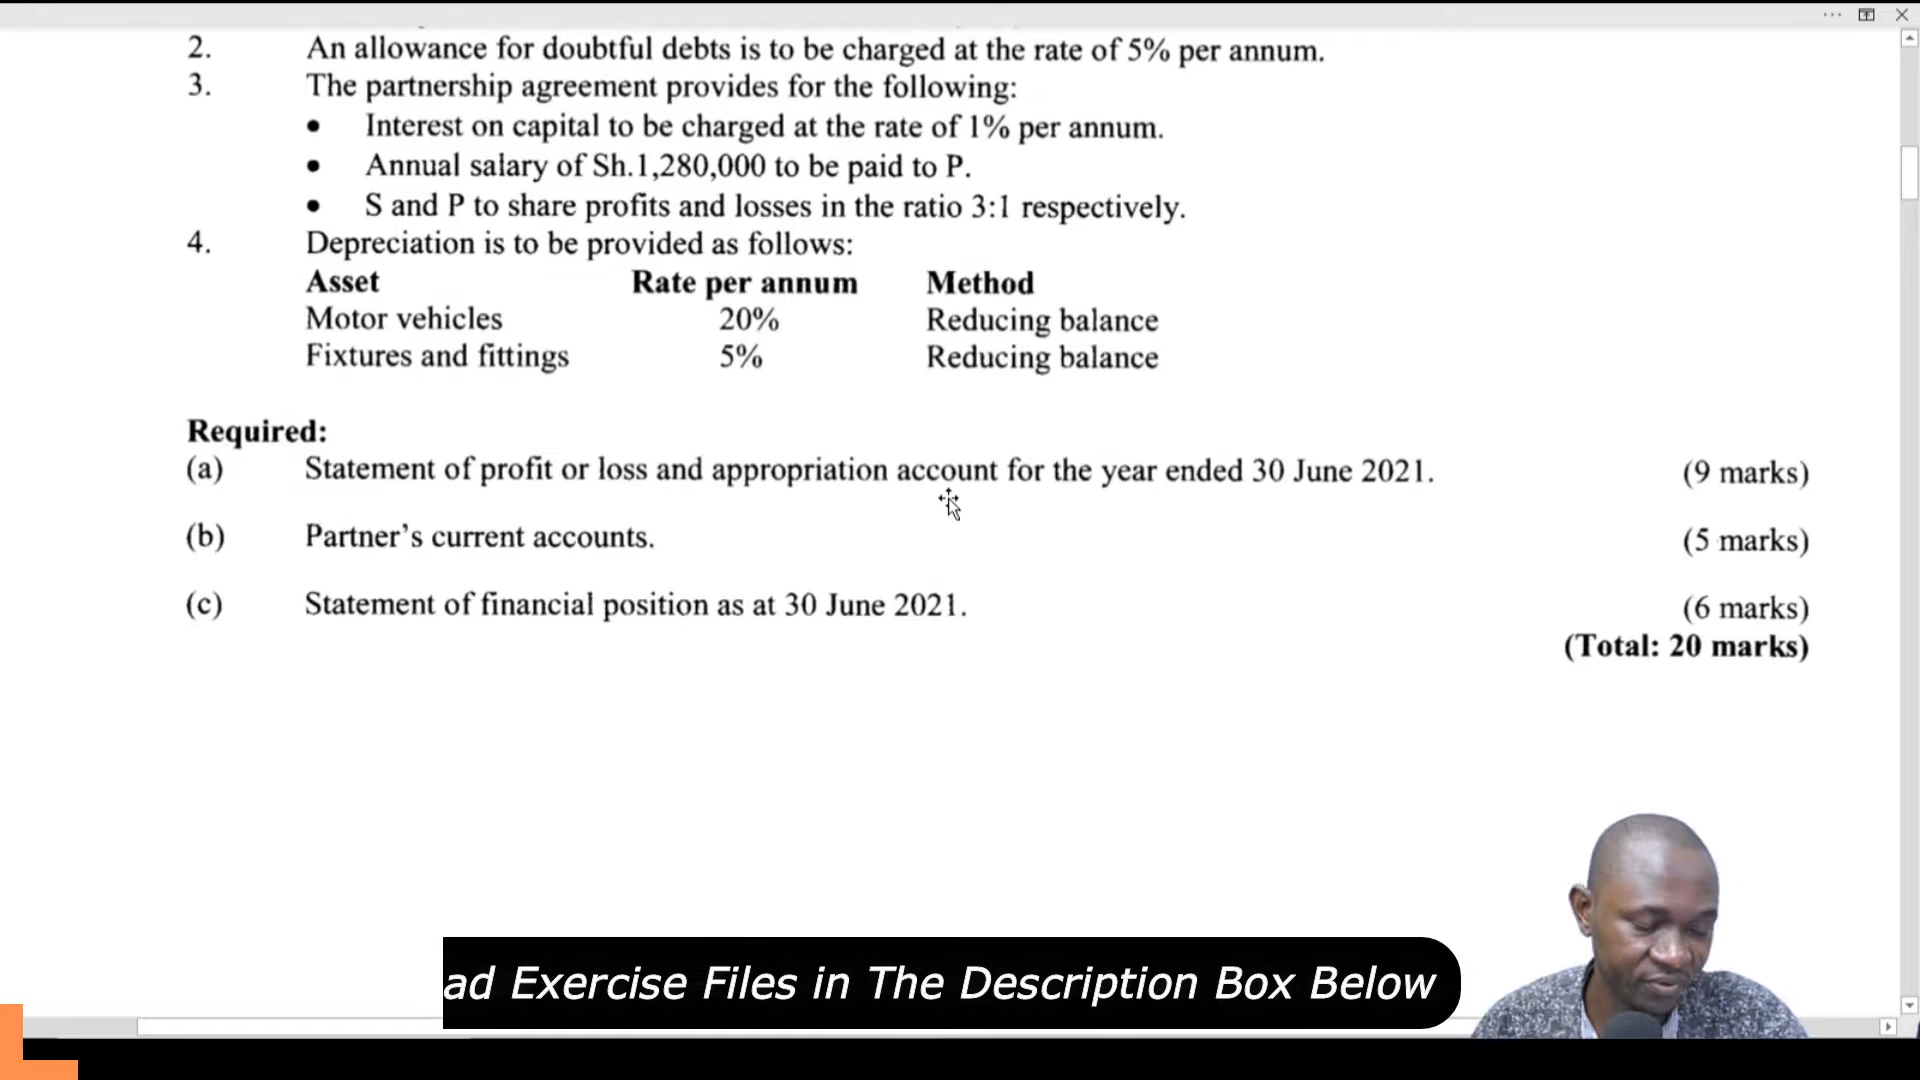 2. An allowance for doubtful debts is to be charged at the rate of 5% per annum.
3. The partnership agreement provides for the following:
• Interest on capital to be charged at the rate of 1% per annum.
• Annual salary of Sh.1,280,000 to be paid to P.
• S and P to share profits and losses in the ratio 3:1 respectively.
4. Depreciation is to be provided as follows:
Asset Rate per annum Method
Motor vehicles 20% Reducing balance
Fixtures and fittings 5% Reducing balance
Required:
(a) Statement of profit or loss and appropriation account for the year ended 30 June 2021. (9 marks)
(b) Partner's current accounts. (5 marks)
(c) Statement of financial position as at 30 June 2021. (6 marks)
(Total: 20 marks)
ad Exercise Files in The Description Box Below